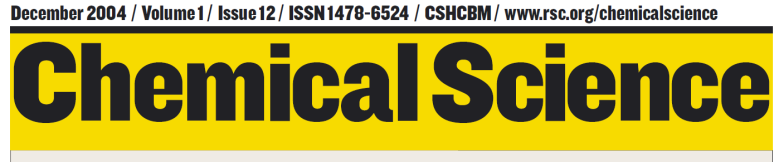 December 2004 / Volume 1 / Issue 12 / ISSN 1478-6524 / CSHCBM / www.rsc.org/chemicalscience
Chemical Science